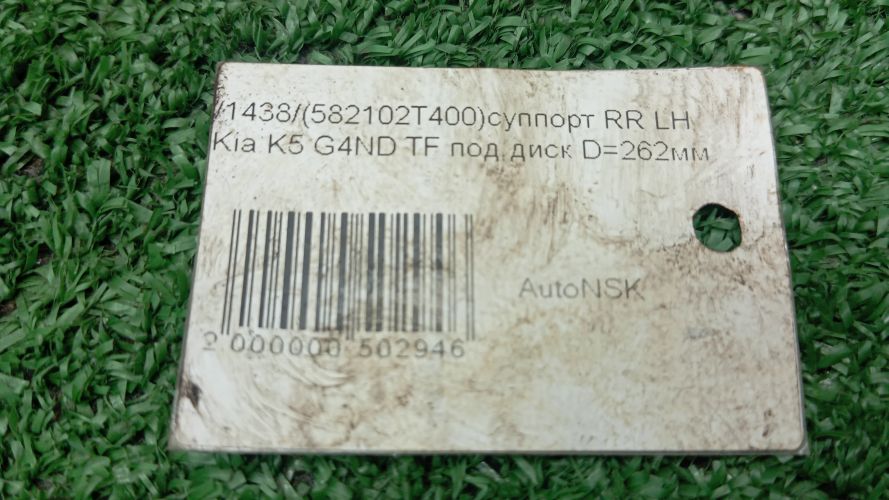 /1438/(582102T400)суппорт RR LH
Kia K5 G4ND TF под диск D=262мм
AutoNSK
2 000000 502946